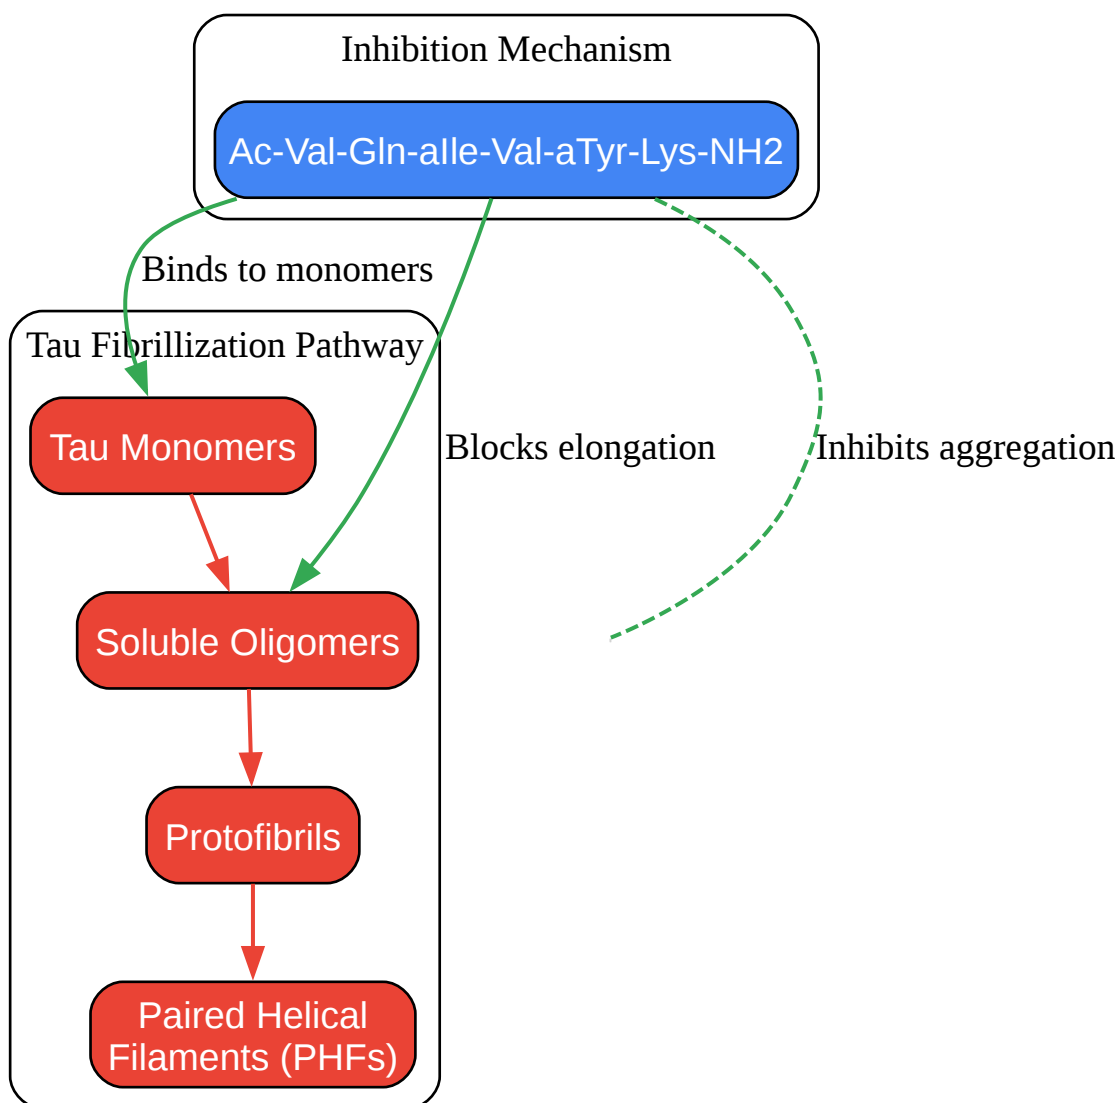 Inhibition Mechanism
Ac-Val-Gln-aIle-Val-aTyr-Lys-NH2
Binds to monomers
Tau Fibrillization Pathway
Tau Monomers
Blocks elongation
Inhibits aggregation
Soluble Oligomers
Protofibrils
Paired Helical
Filaments (PHFs)